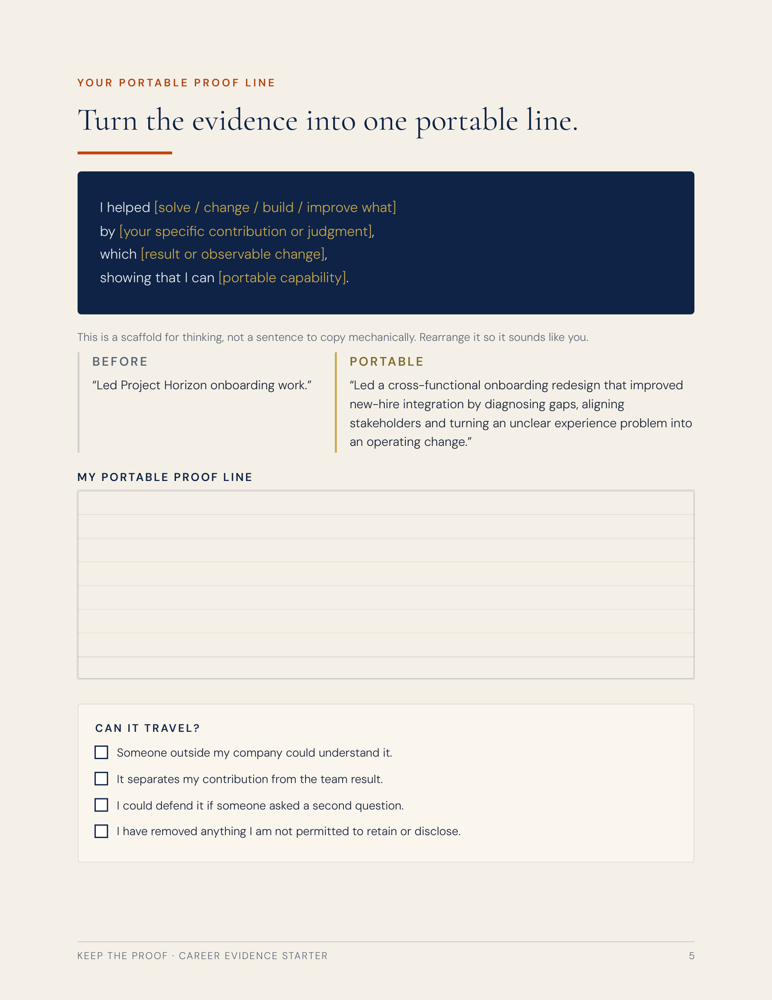 YOUR PORTABLE PROOF LINE
Turn the evidence into one portable line.
I helped [solve / change / build / improve what]
by [your specific contribution or judgment],
which [result or observable change],
showing that I can [portable capability].
This is a scaffold for thinking, not a sentence to copy mechanically. Rearrange it so it sounds like you.
BEFORE
“Led Project Horizon onboarding work.”
PORTABLE
“Led a cross-functional onboarding redesign that improved
new-hire integration by diagnosing gaps, aligning
stakeholders and turning an unclear experience problem into
an operating change.”
MY PORTABLE PROOF LINE
CAN IT TRAVEL?
Someone outside my company could understand it.
It separates my contribution from the team result.
I could defend it if someone asked a second question.
I have removed anything I am not permitted to retain or disclose.
KEEP THE PROOF · CAREER EVIDENCE STARTER
5